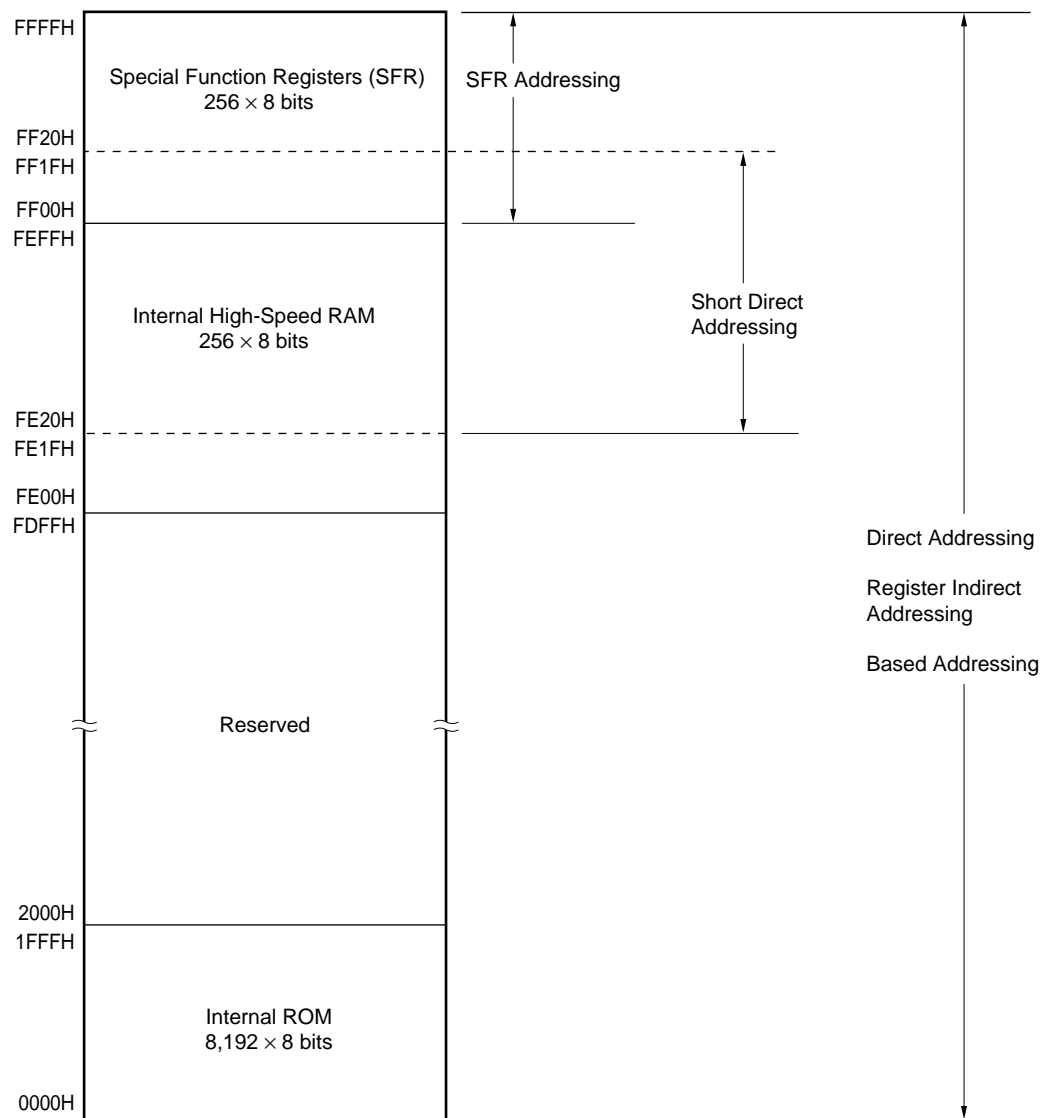 FFFFH
Special Function Registers (SFR)
256 × 8 bits
SFR Addressing
FF20H
FF1FH
FF00H
FEFFH
Internal High-Speed RAM
256 × 8 bits
Short Direct
Addressing
FE20H
FE1FH
FE00H
FDFFH
Direct Addressing
Register Indirect
Addressing
Based Addressing
Reserved
2000H
1FFFH
Internal ROM
8,192 × 8 bits
0000H